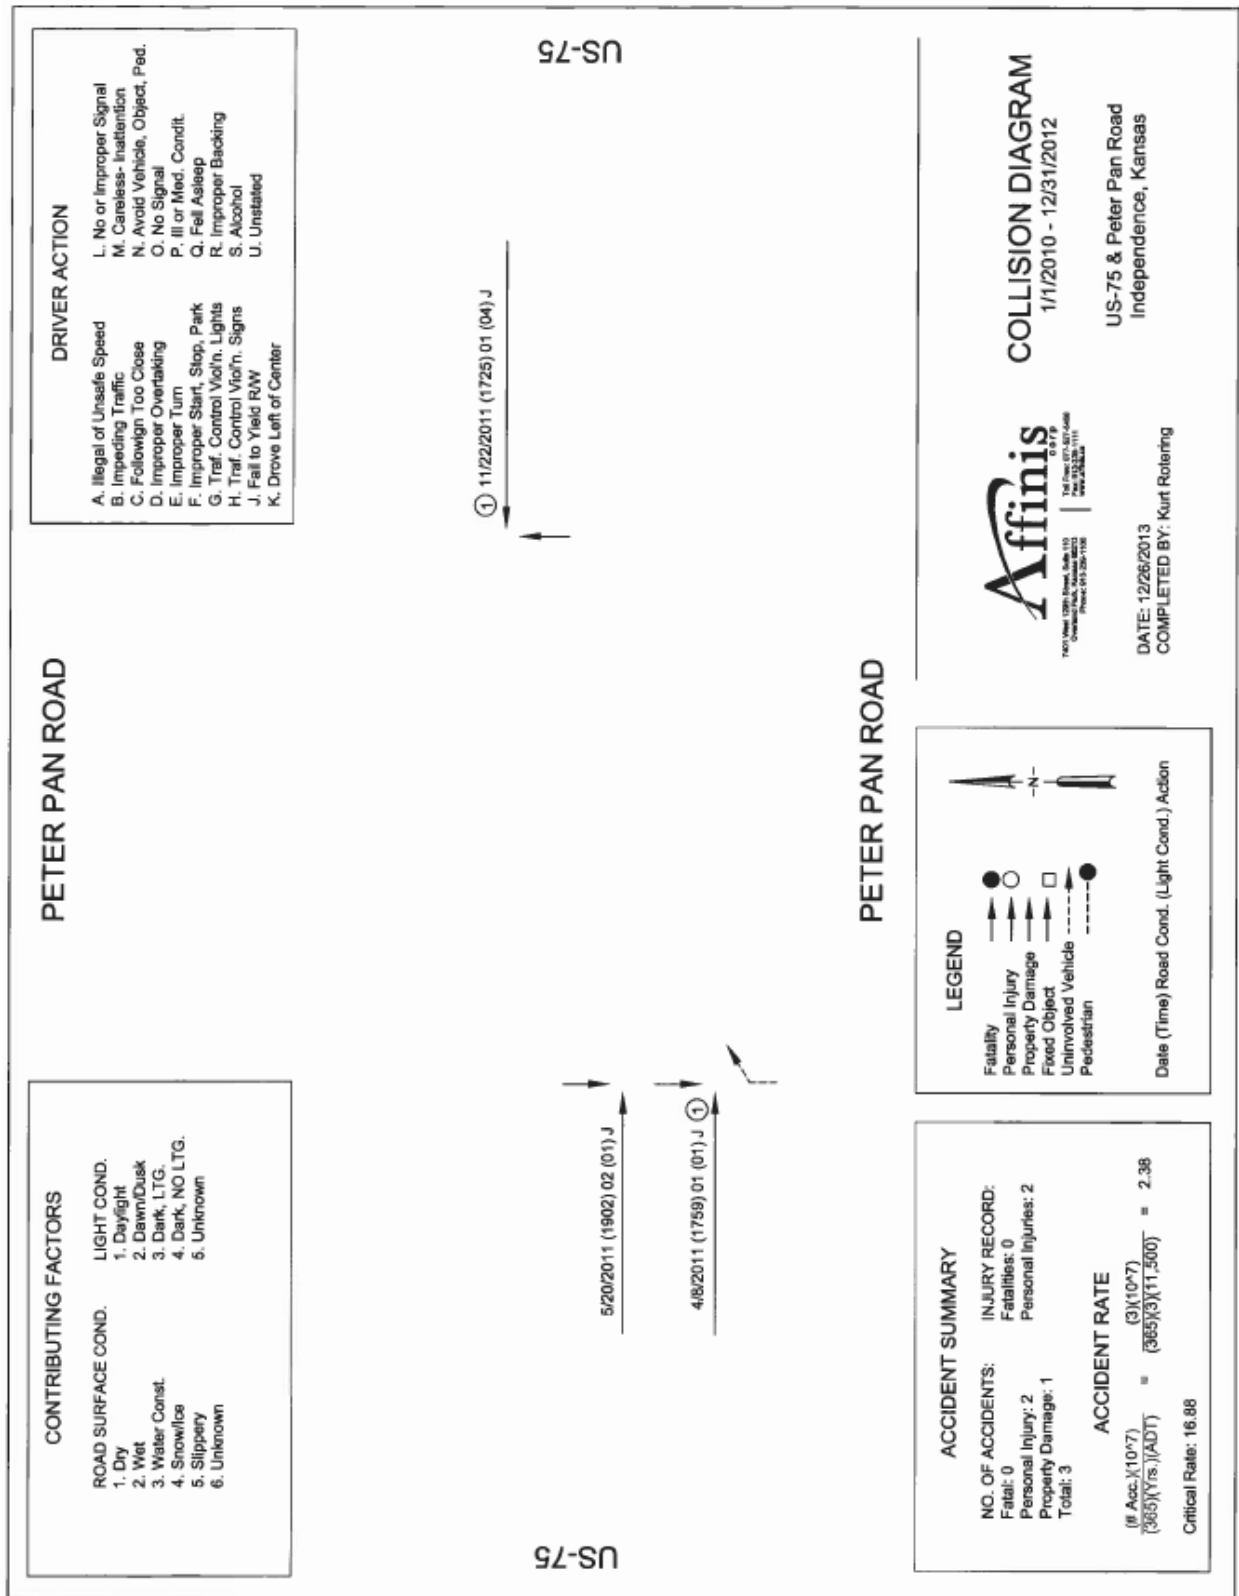 CONTRIBUTING FACTORS
ROAD SURFACE COND.
1. Dry
2. Wet
3. Water Const.
4. Snow/Ice
5. Slippery
6. Unknown
LIGHT COND.
1. Daylight
2. Dawn/Dusk
3. Dark, LTG.
4. Dark, NO LTG.
5. Unknown
PETER PAN ROAD
DRIVER ACTION
A. Illegal of Unsafe Speed
B. Impeding Traffic
C. Followign Too Close
D. Improper Overtaking
E. Improper Turn
F. Improper Start, Stop, Park
G. Traf. Control Viol'n. Lights
H. Traf. Control Viol'n. Signs
J. Fail to Yield R/W
K. Drove Left of Center
L. No or Improper Signal
M. Careless- Inattention
N. Avoid Vehicle, Object, Ped.
O. No Signal
P. Ill or Med. Condit.
Q. Fell Asleep
R. Improper Backing
S. Alcohol
U. Unstated
US-75
1 11/22/2011 (1725) 01 (04) J
5/20/2011 (1902) 02 (01) J
4/8/2011 (1759) 01 (01) J 1
US-75
PETER PAN ROAD
ACCIDENT SUMMARY
NO. OF ACCIDENTS:
Fatal: 0
Personal Injury: 2
Property Damage: 1
Total: 3
INJURY RECORD:
Fatalities: 0
Personal Injuries: 2
ACCIDENT RATE
(# Acc.)(10^7) = (3)(10^7) = 2.38
(365)(Yrs.)(ADT) (365)(3)(11,500)
Critical Rate: 16.88
LEGEND
Fatality
Personal Injury
Property Damage
Fixed Object
Uninvolved Vehicle
Pedestrian
-N-
Date (Time) Road Cond. (Light Cond.) Action
Affinis
corp
DATE: 12/26/2013
COMPLETED BY: Kurt Rotering
COLLISION DIAGRAM
1/1/2010 - 12/31/2012
US-75 & Peter Pan Road
Independence, Kansas